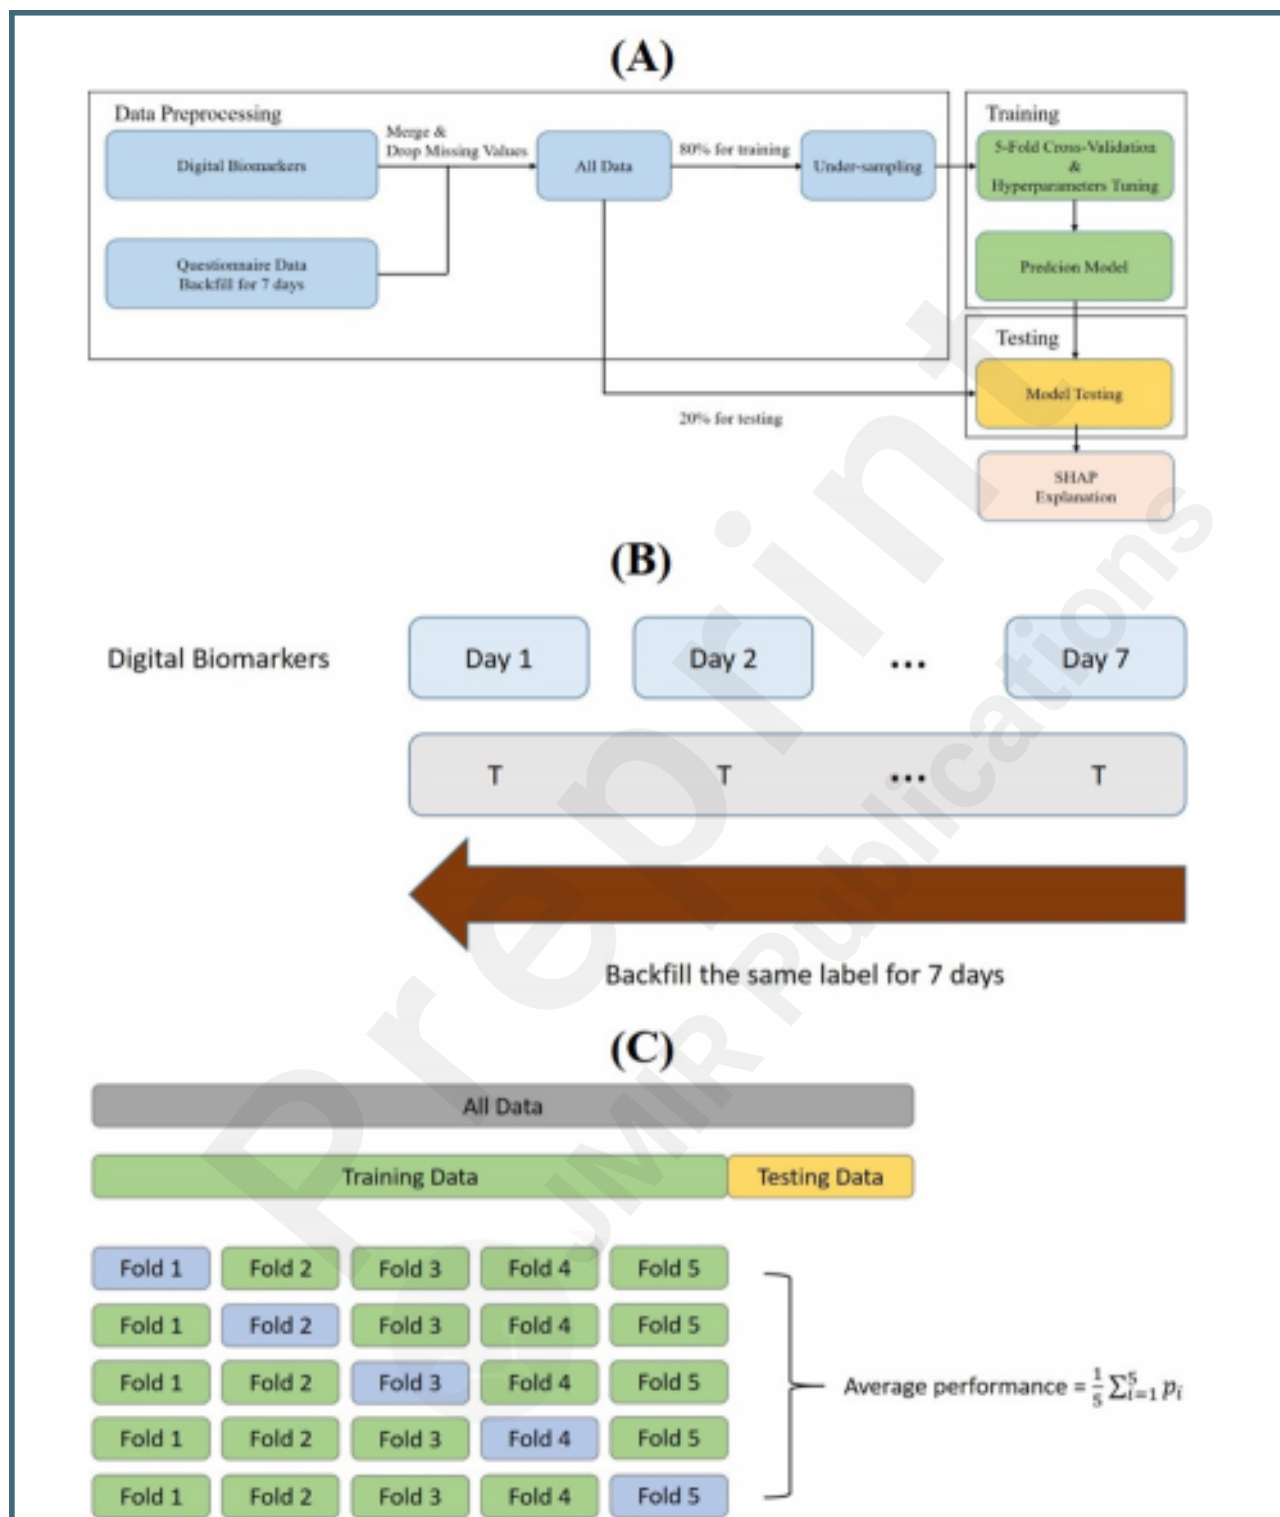 (A)
Data Preprocessing
Training
Digital Biomarkers
Merge &
Drop Missing Values
All Data
80% for training
Under-sampling
5-Fold Cross-Validation
&
Hyperparameters Tuning
Questionnaire Data
Backfill for 7 days
Predcion Model
Testing
Model Testing
20% for testing
SHAP
Explanation
(B)
Digital Biomarkers
Day 1
Day 2
...
Day 7
T
T
...
T
Backfill the same label for 7 days
(C)
All Data
Training Data
Testing Data
Fold 1 Fold 2 Fold 3 Fold 4 Fold 5
Fold 1 Fold 2 Fold 3 Fold 4 Fold 5
Fold 1 Fold 2 Fold 3 Fold 4 Fold 5
Fold 1 Fold 2 Fold 3 Fold 4 Fold 5
Fold 1 Fold 2 Fold 3 Fold 4 Fold 5
Average performance = 1/5 ∑_{i=1}^{5} p_i
Preprint
JMIR Publications